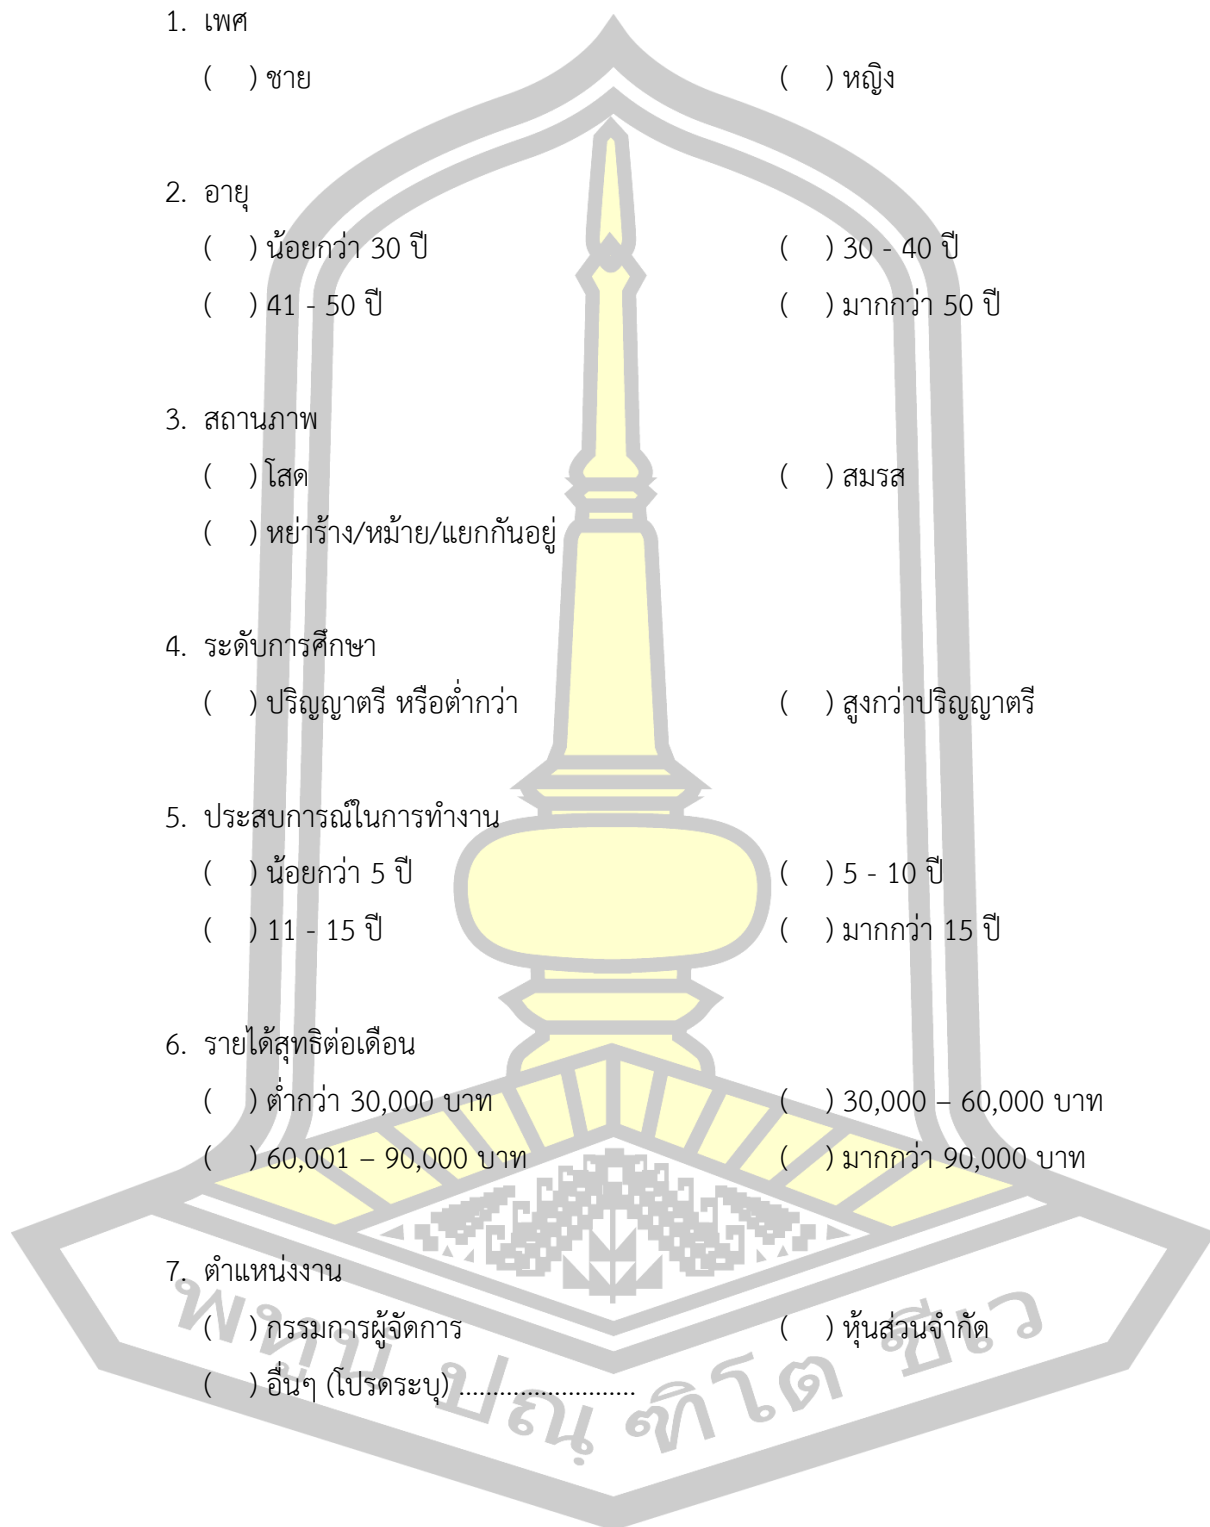 1. เพศ
( ) ชาย ( ) หญิง
2. อายุ
( ) น้อยกว่า 30 ปี ( ) 30 - 40 ปี
( ) 41 - 50 ปี ( ) มากกว่า 50 ปี
3. สถานภาพ
( ) โสด ( ) สมรส
( ) หย่าร้าง/หม้าย/แยกกันอยู่
4. ระดับการศึกษา
( ) ปริญญาตรี หรือต่ำกว่า ( ) สูงกว่าปริญญาตรี
5. ประสบการณ์ในการทำงาน
( ) น้อยกว่า 5 ปี ( ) 5 - 10 ปี
( ) 11 - 15 ปี ( ) มากกว่า 15 ปี
6. รายได้สุทธิต่อเดือน
( ) ต่ำกว่า 30,000 บาท ( ) 30,000 – 60,000 บาท
( ) 60,001 – 90,000 บาท ( ) มากกว่า 90,000 บาท
7. ตำแหน่งงาน
( ) กรรมการผู้จัดการ ( ) หุ้นส่วนจำกัด
( ) อื่นๆ (โปรดระบุ) ..........................
พหูน ปณฺฑิโต ชีเว